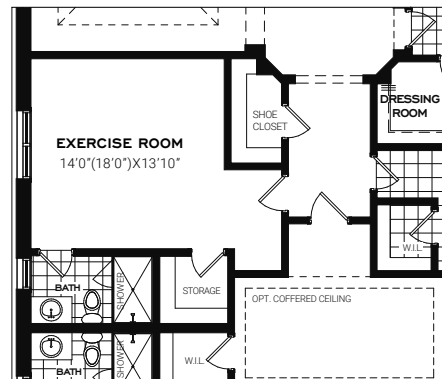 SHOE
CLOSET
DRESSING
ROOM
EXERCISE ROOM
14'0"(18'0")X13'10"
W.I.L.
BATH
SHOWER
STORAGE
OPT. COFFERED CEILING
W.I.L.
BATH
SHOWER